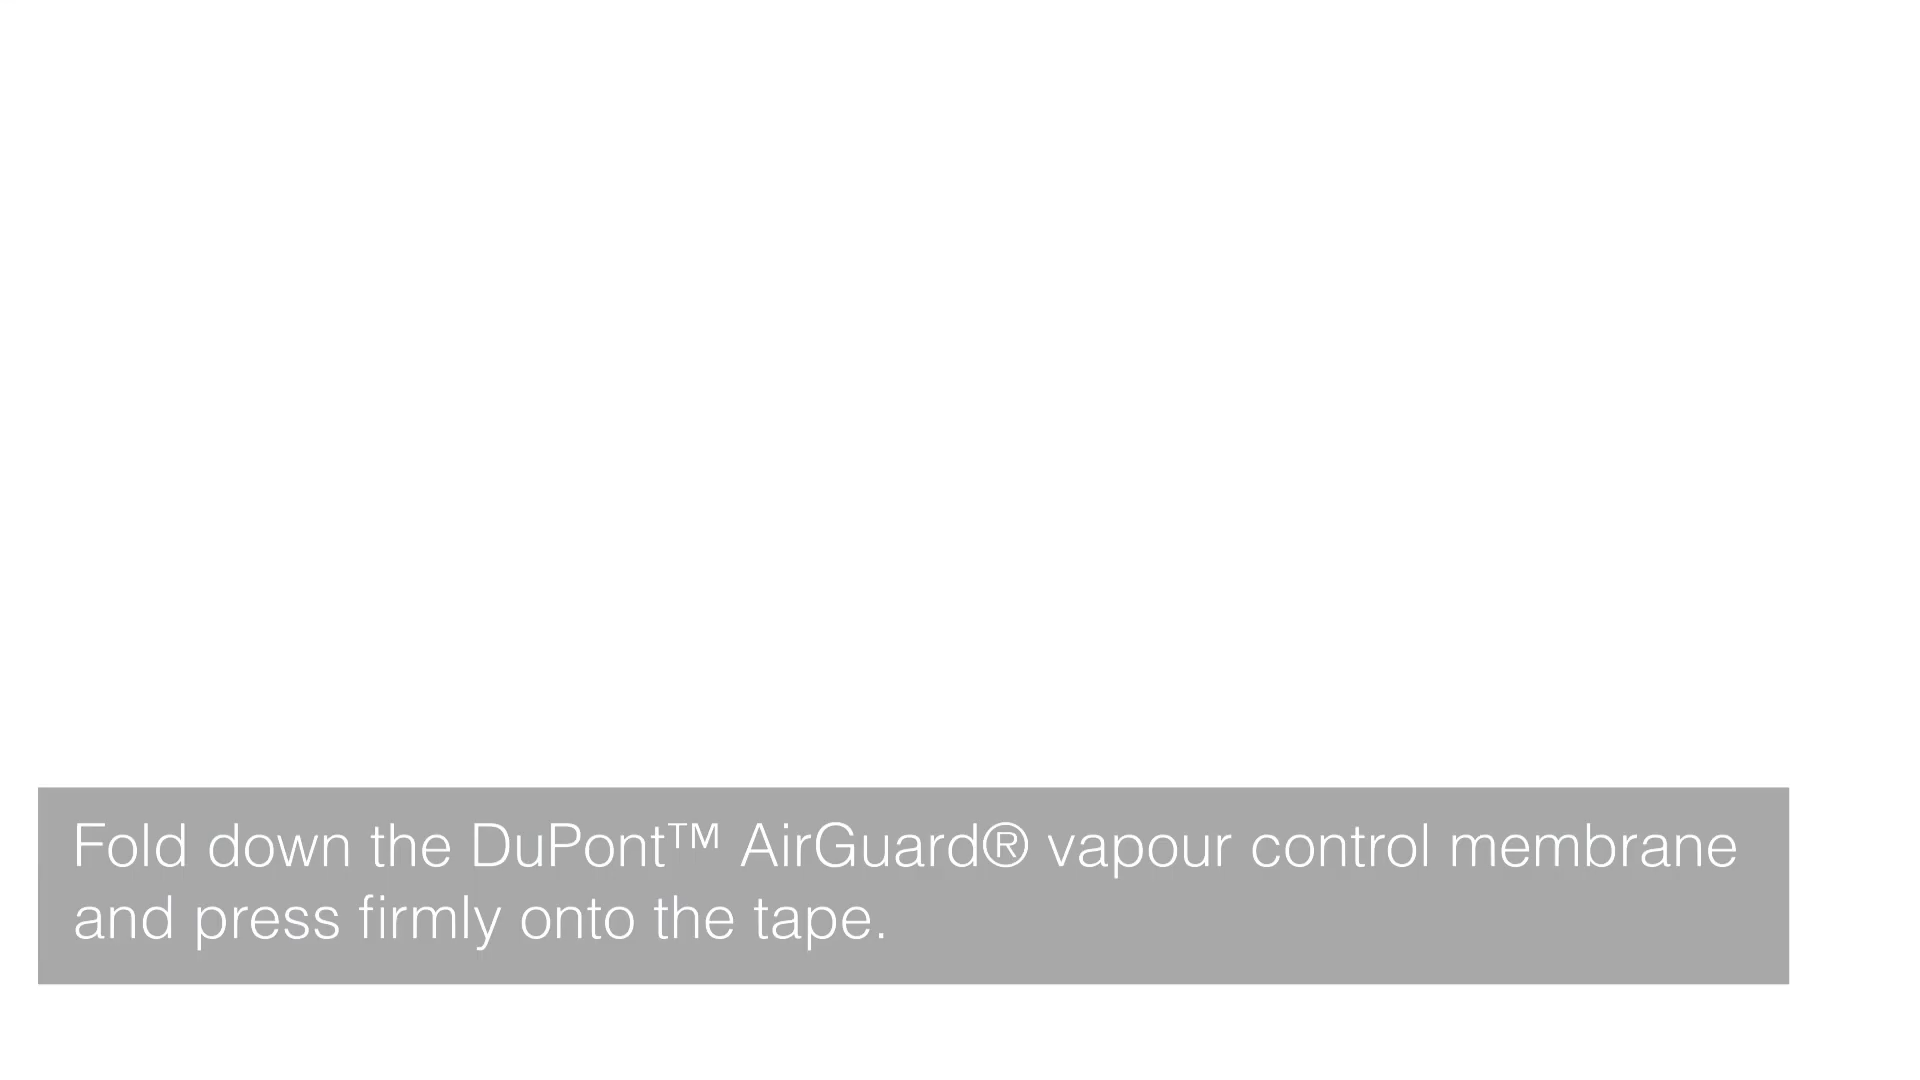 Fold down the DuPont™ AirGuard® vapour control membrane
and press firmly onto the tape.